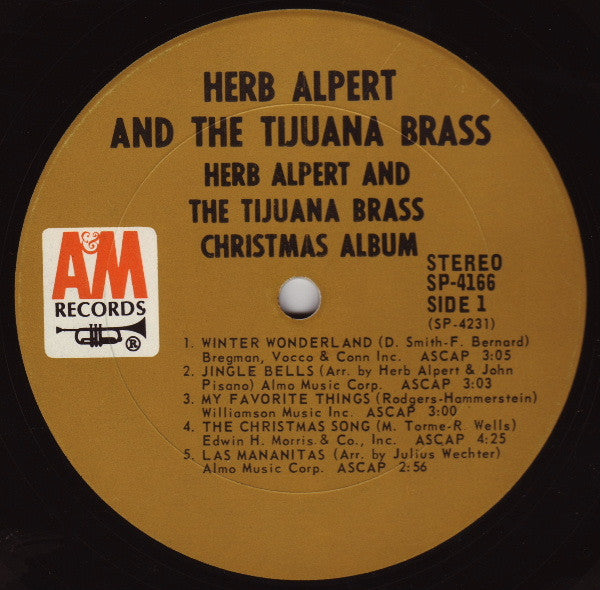 HERB ALPERT
AND THE TIJUANA BRASS
HERB ALPERT AND
THE TIJUANA BRASS
CHRISTMAS ALBUM
A&M
RECORDS
®
STEREO
SP-4166
SIDE 1
(SP-4231)
1. WINTER WONDERLAND (D. Smith-F. Bernard)
Bregman, Vocco & Conn Inc. ASCAP 3:05
2. JINGLE BELLS (Arr. by Herb Alpert & John
Pisano) Almo Music Corp. ASCAP 3:03
3. MY FAVORITE THINGS (Rodgers-Hammerstein)
Williamson Music Inc. ASCAP 3:00
4. THE CHRISTMAS SONG (M. Torme-R. Wells)
Edwin H. Morris & Co., Inc. ASCAP 4:25
5. LAS MANANITAS (Arr. by Julius Wechter)
Almo Music Corp. ASCAP 2:56